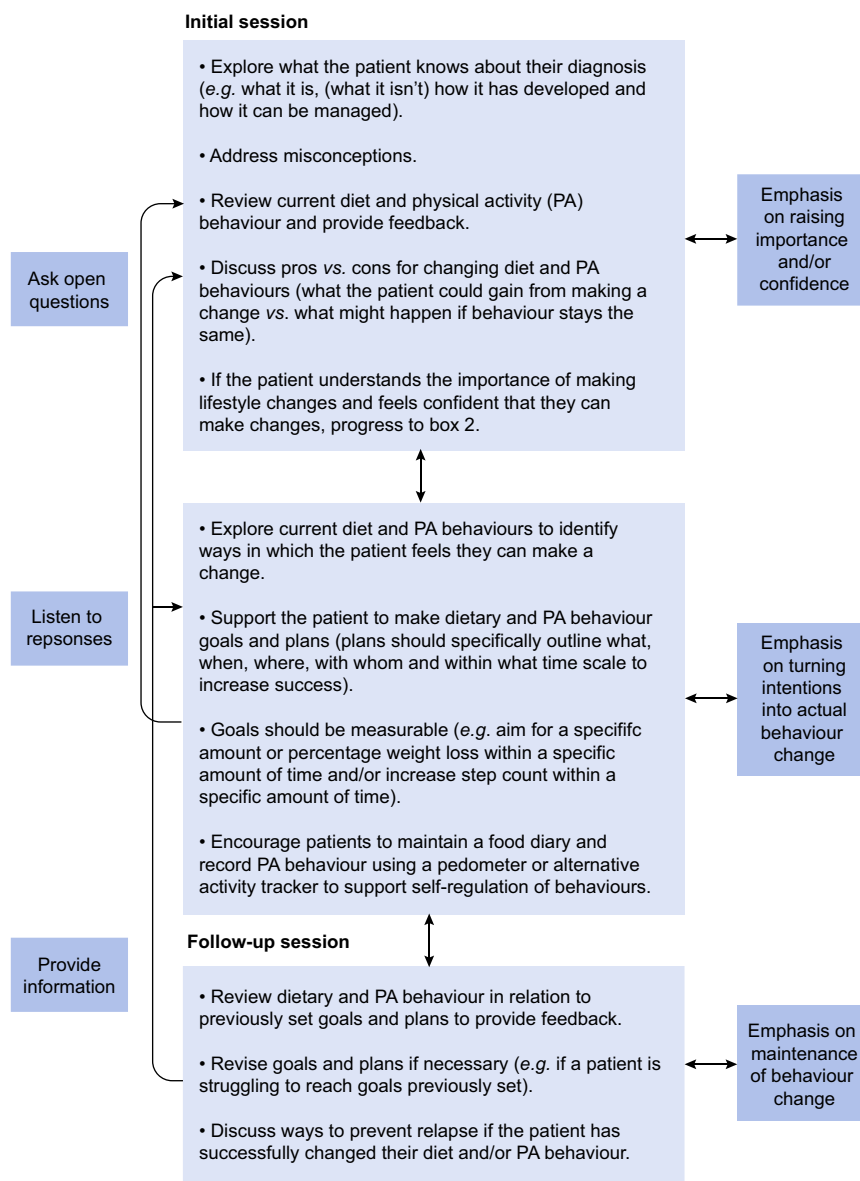 Initial session
• Explore what the patient knows about their diagnosis
(e.g. what it is, (what it isn't) how it has developed and
how it can be managed).
• Address misconceptions.
• Review current diet and physical activity (PA)
behaviour and provide feedback.
• Discuss pros vs. cons for changing diet and PA
behaviours (what the patient could gain from making a
change vs. what might happen if behaviour stays the
same).
• If the patient understands the importance of making
lifestyle changes and feels confident that they can
make changes, progress to box 2.
Ask open
questions
Emphasis
on raising
importance
and/or
confidence
• Explore current diet and PA behaviours to identify
ways in which the patient feels they can make a
change.
• Support the patient to make dietary and PA behaviour
goals and plans (plans should specifically outline what,
when, where, with whom and within what time scale to
increase success).
• Goals should be measurable (e.g. aim for a specififc
amount or percentage weight loss within a specific
amount of time and/or increase step count within a
specific amount of time).
• Encourage patients to maintain a food diary and
record PA behaviour using a pedometer or alternative
activity tracker to support self-regulation of behaviours.
Listen to
repsonses
Emphasis
on turning
intentions
into actual
behaviour
change
Follow-up session
• Review dietary and PA behaviour in relation to
previously set goals and plans to provide feedback.
• Revise goals and plans if necessary (e.g. if a patient is
struggling to reach goals previously set).
• Discuss ways to prevent relapse if the patient has
successfully changed their diet and/or PA behaviour.
Provide
information
Emphasis on
maintenance
of behaviour
change